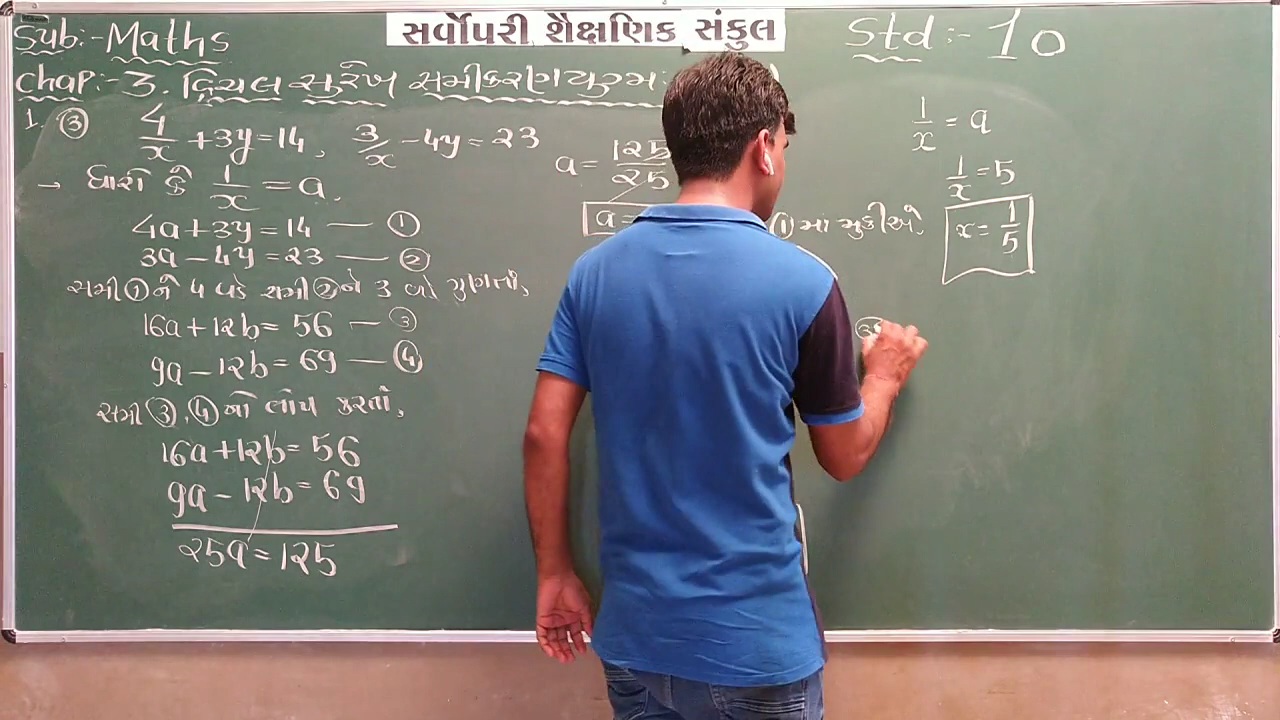 સર્વોપરી શૈક્ષણિક સંકુલ
Sub:- Maths
Std :- 10
Chap:- 3. દ્વિચલ સુરેખ સમીકરણયુગ્મ:
1. ③ 4/x + 3y = 14, 3/x - 4y = 23
→ ધારો કે 1/x = a.
4a + 3y = 14 — ①
3a - 4y = 23 — ②
સમી ① ને 4 વડે સમી ② ને 3 વડે ગુણતાં,
16a + 12b = 56 — ③
9a - 12b = 69 — ④
સમી ③, ④ નો લોપ કરતાં,
16a + 12b = 56
9a - 12b = 69
25a = 125
a = 125/25
a =
① માં મુકીએ.
1/x = a
1/x = 5
x = 1/5